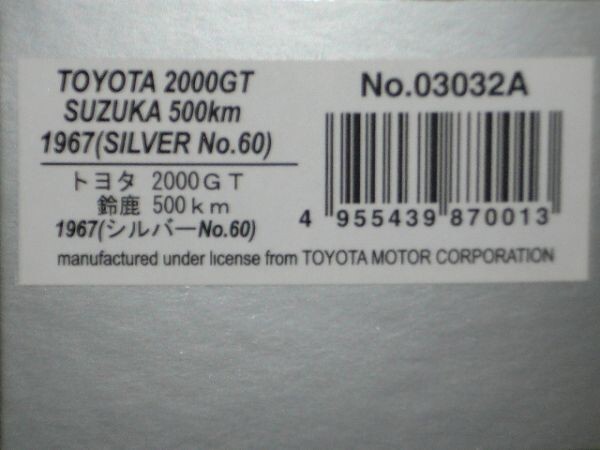 TOYOTA 2000GT
SUZUKA 500km
1967(SILVER No.60)
トヨタ 2000GT
鈴鹿 500km
1967(シルバーNo.60)
No.03032A
4 955439 870013
manufactured under license from TOYOTA MOTOR CORPORATION